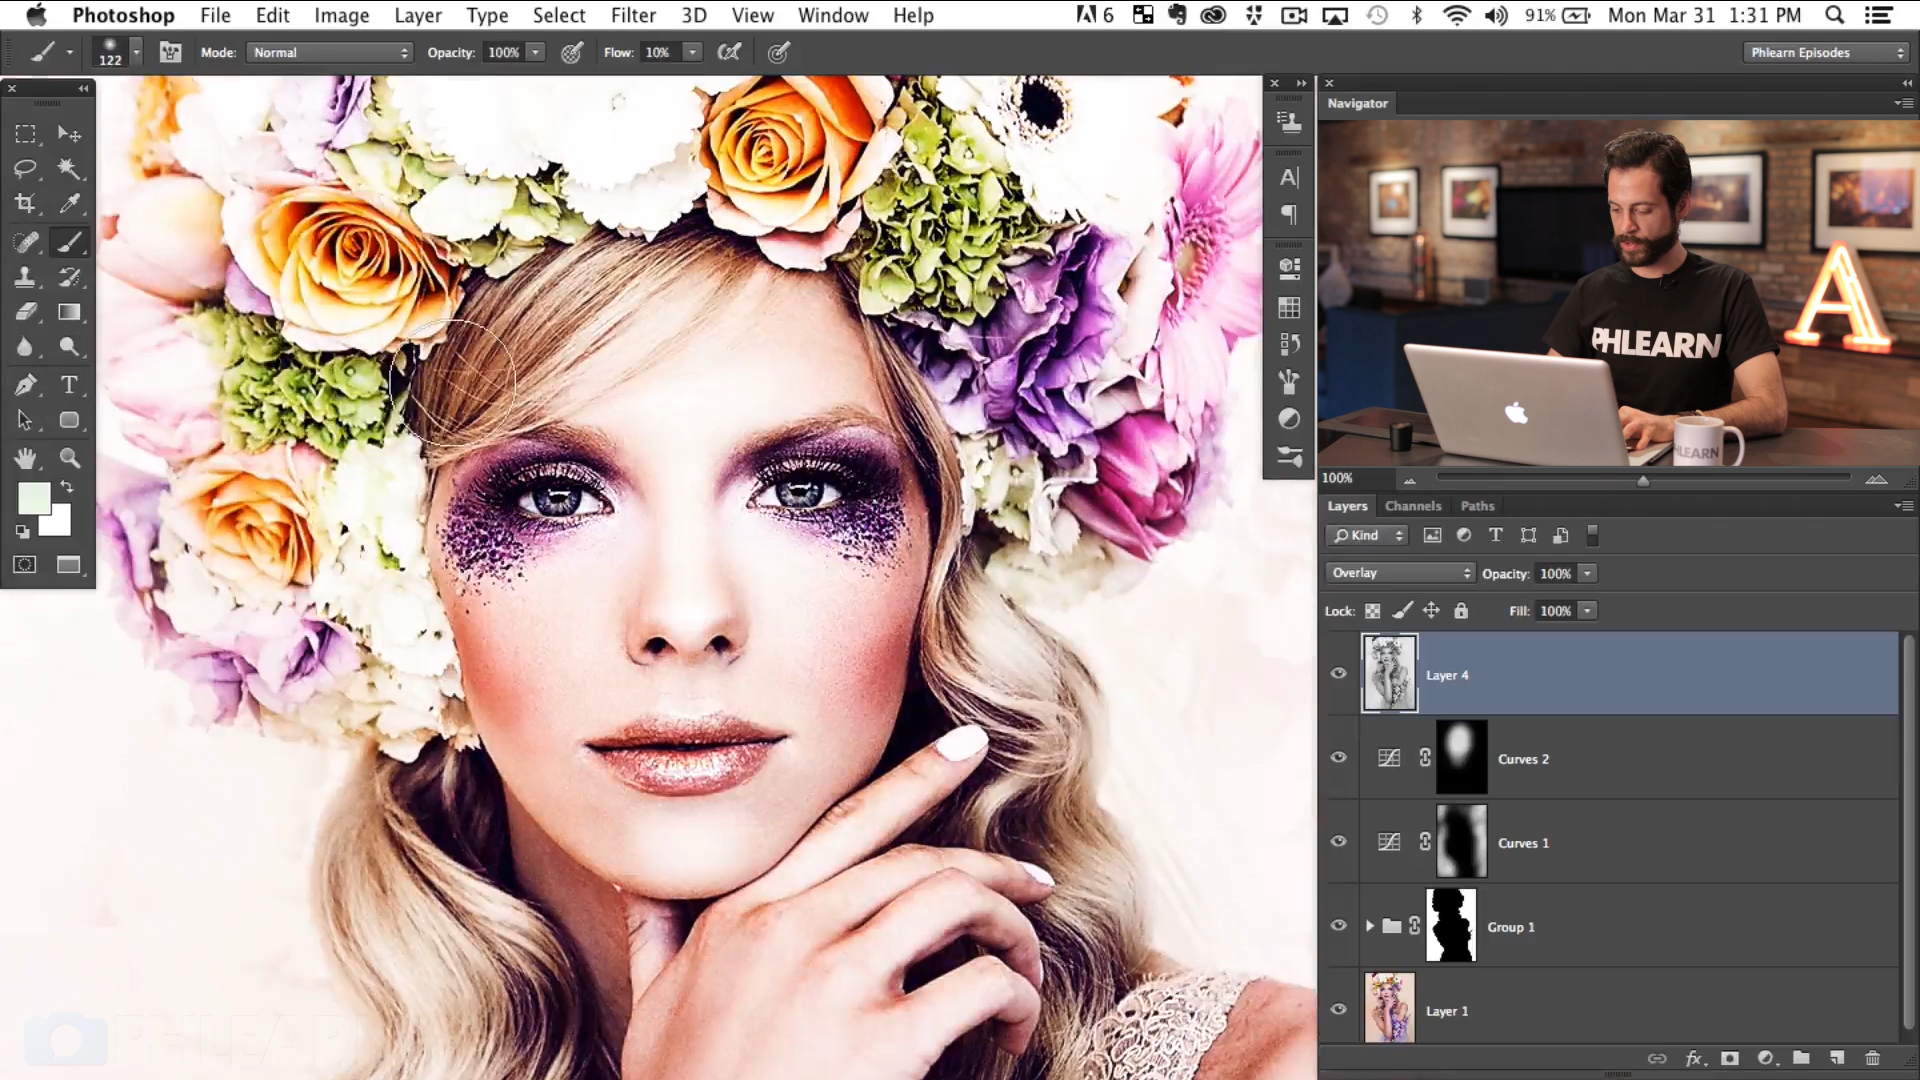 Photoshop File Edit Image Layer Type Select Filter 3D View Window Help 6 91% Mon Mar 31 1:31 PM
122 Mode: Normal Opacity: 100% Flow: 10% Phlearn Episodes
Navigator
PHLEARN
A
PHLEARN
100%
Layers Channels Paths
Kind
Overlay Opacity: 100%
Lock: Fill: 100%
Layer 4
Curves 2
Curves 1
Group 1
Layer 1
fx